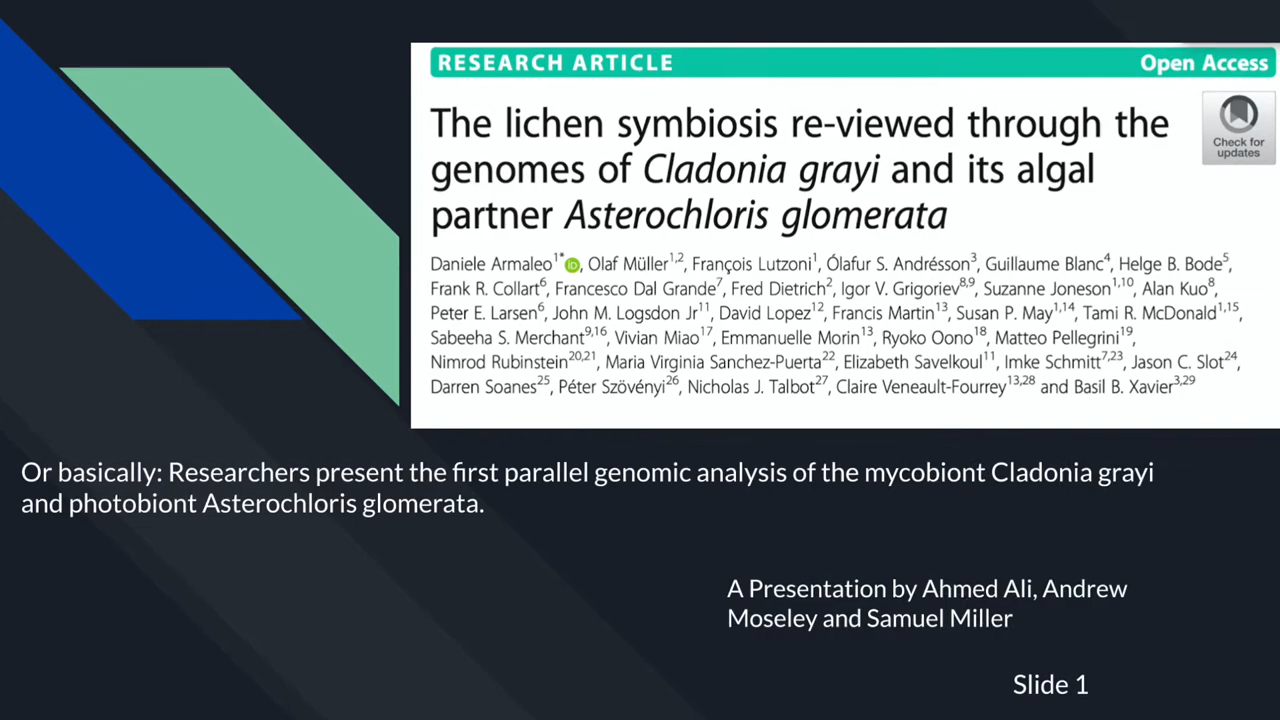 RESEARCH ARTICLE
Open Access
The lichen symbiosis re-viewed through the
genomes of Cladonia grayi and its algal
partner Asterochloris glomerata
Check for
updates
Daniele Armaleo1* iD, Olaf Müller1,2, François Lutzoni1, Ólafur S. Andrésson3, Guillaume Blanc4, Helge B. Bode5,
Frank R. Collart6, Francesco Dal Grande7, Fred Dietrich2, Igor V. Grigoriev8,9, Suzanne Joneson1,10, Alan Kuo8,
Peter E. Larsen6, John M. Logsdon Jr11, David Lopez12, Francis Martin13, Susan P. May1,14, Tami R. McDonald1,15,
Sabeeha S. Merchant9,16, Vivian Miao17, Emmanuelle Morin13, Ryoko Oono18, Matteo Pellegrini19,
Nimrod Rubinstein20,21, Maria Virginia Sanchez-Puerta22, Elizabeth Savelkoul11, Imke Schmitt7,23, Jason C. Slot24,
Darren Soanes25, Péter Szövényi26, Nicholas J. Talbot27, Claire Veneault-Fourrey13,28 and Basil B. Xavier3,29
Or basically: Researchers present the first parallel genomic analysis of the mycobiont Cladonia grayi
and photobiont Asterochloris glomerata.
A Presentation by Ahmed Ali, Andrew
Moseley and Samuel Miller
Slide 1